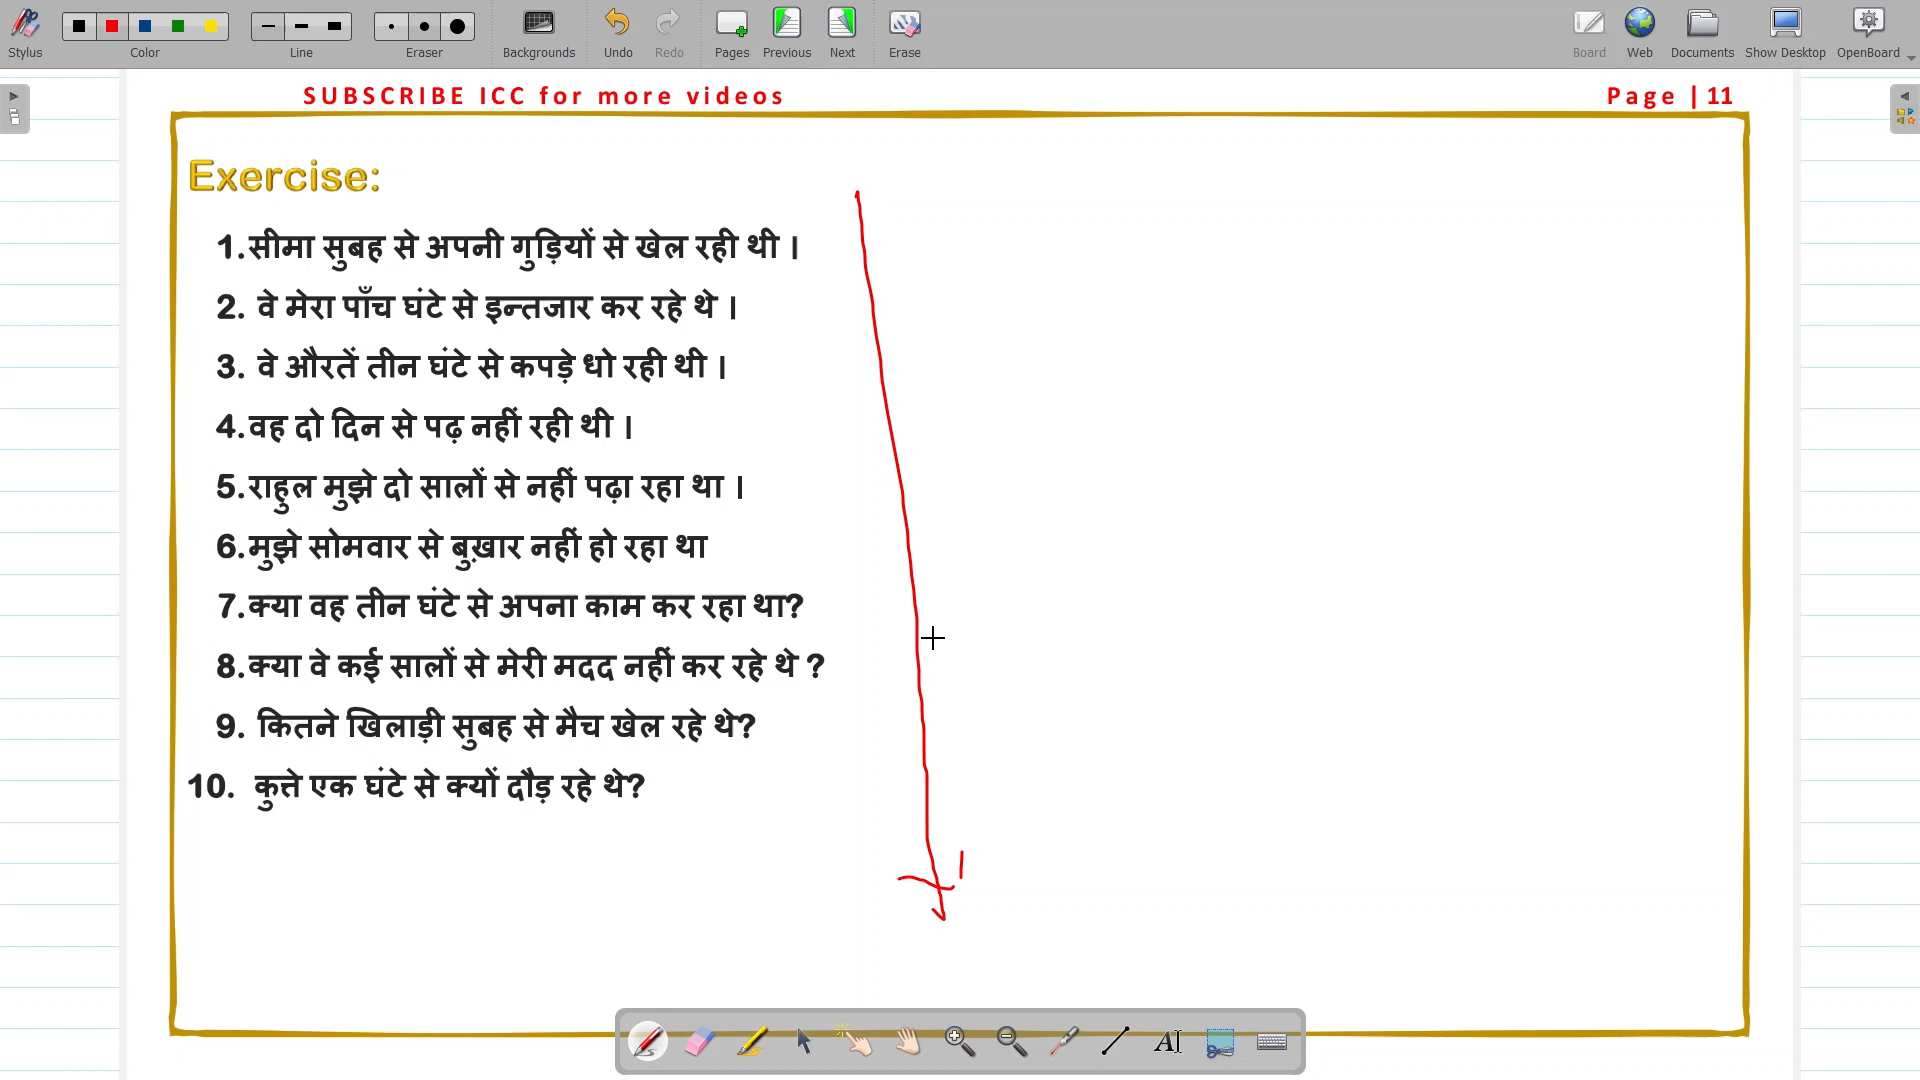 Stylus
Color
Line
Eraser
Backgrounds
Undo
Redo
Pages
Previous
Next
Erase
Board
Web
Documents
Show Desktop
OpenBoard
SUBSCRIBE ICC for more videos
Page | 11
Exercise:
1.सीमा सुबह से अपनी गुड़ियों से खेल रही थी ।
2. वे मेरा पाँच घंटे से इन्तजार कर रहे थे ।
3. वे औरतें तीन घंटे से कपड़े धो रही थी ।
4.वह दो दिन से पढ़ नहीं रही थी ।
5.राहुल मुझे दो सालों से नहीं पढ़ा रहा था ।
6.मुझे सोमवार से बुख़ार नहीं हो रहा था
7.क्या वह तीन घंटे से अपना काम कर रहा था?
8.क्या वे कई सालों से मेरी मदद नहीं कर रहे थे ?
9. कितने खिलाड़ी सुबह से मैच खेल रहे थे?
10. कुत्ते एक घंटे से क्यों दौड़ रहे थे?